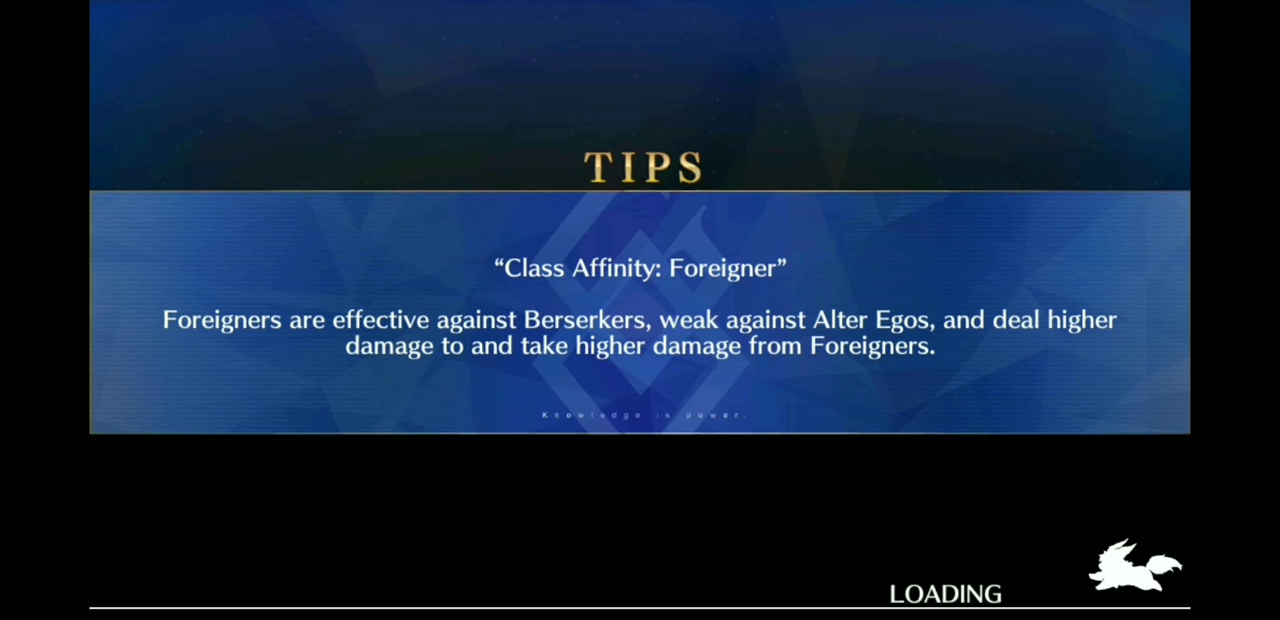 TIPS
“Class Affinity: Foreigner”
Foreigners are effective against Berserkers, weak against Alter Egos, and deal higher
damage to and take higher damage from Foreigners.
Knowledge is power.
LOADING